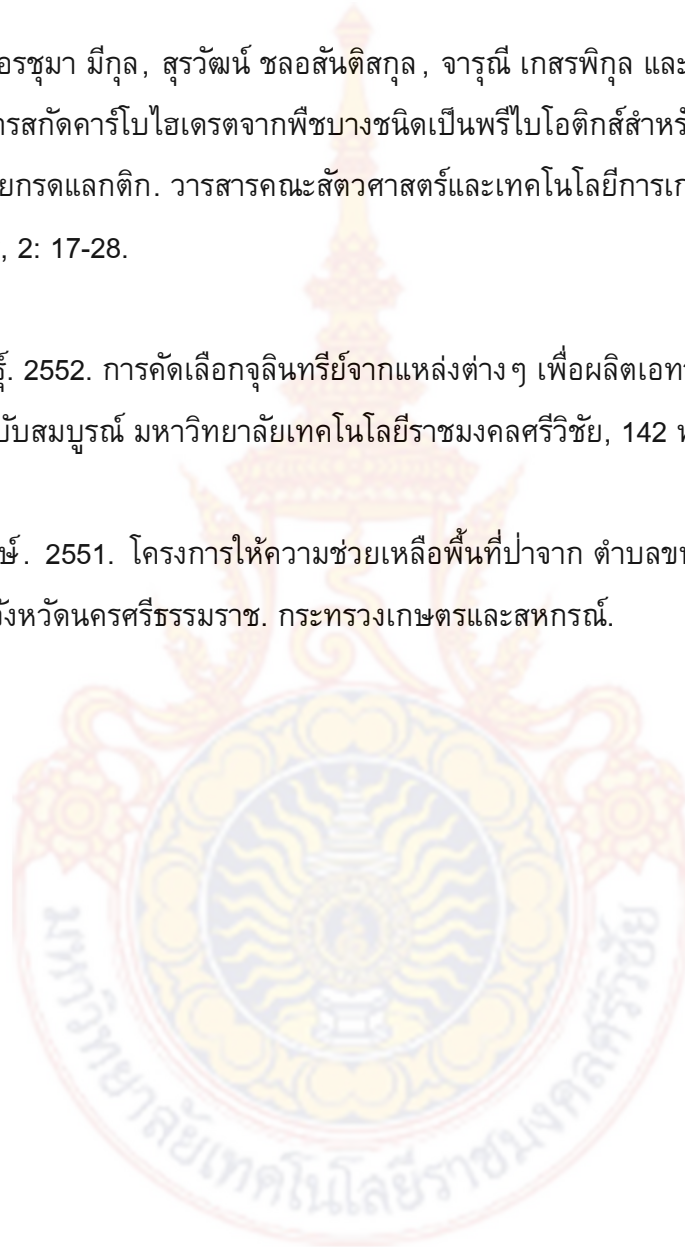 อรชุมา มีกุล, สุรวัฒน์ ชลอสันติสกุล, จารุณี เกสรพิกุล และ
ารสกัดคาร์โบไฮเดรตจากพืชบางชนิดเป็นพรีไบโอติกส์สำหรั
ยกรดแลกติก. วารสารคณะสัตวศาสตร์และเทคโนโลยีการเก
, 2: 17-28.
. 2552. การคัดเลือกจุลินทรีย์จากแหล่งต่างๆ เพื่อผลิตเอทา
บับสมบูรณ์ มหาวิทยาลัยเทคโนโลยีราชมงคลศรีวิชัย, 142
ษ์. 2551. โครงการให้ความช่วยเหลือพื้นที่ป่าจาก ตำบลขน
จังหวัดนครศรีธรรมราช. กระทรวงเกษตรและสหกรณ์.
มหาวิทยาลัยเทคโนโลยีราชมงคลศรีวิชัย